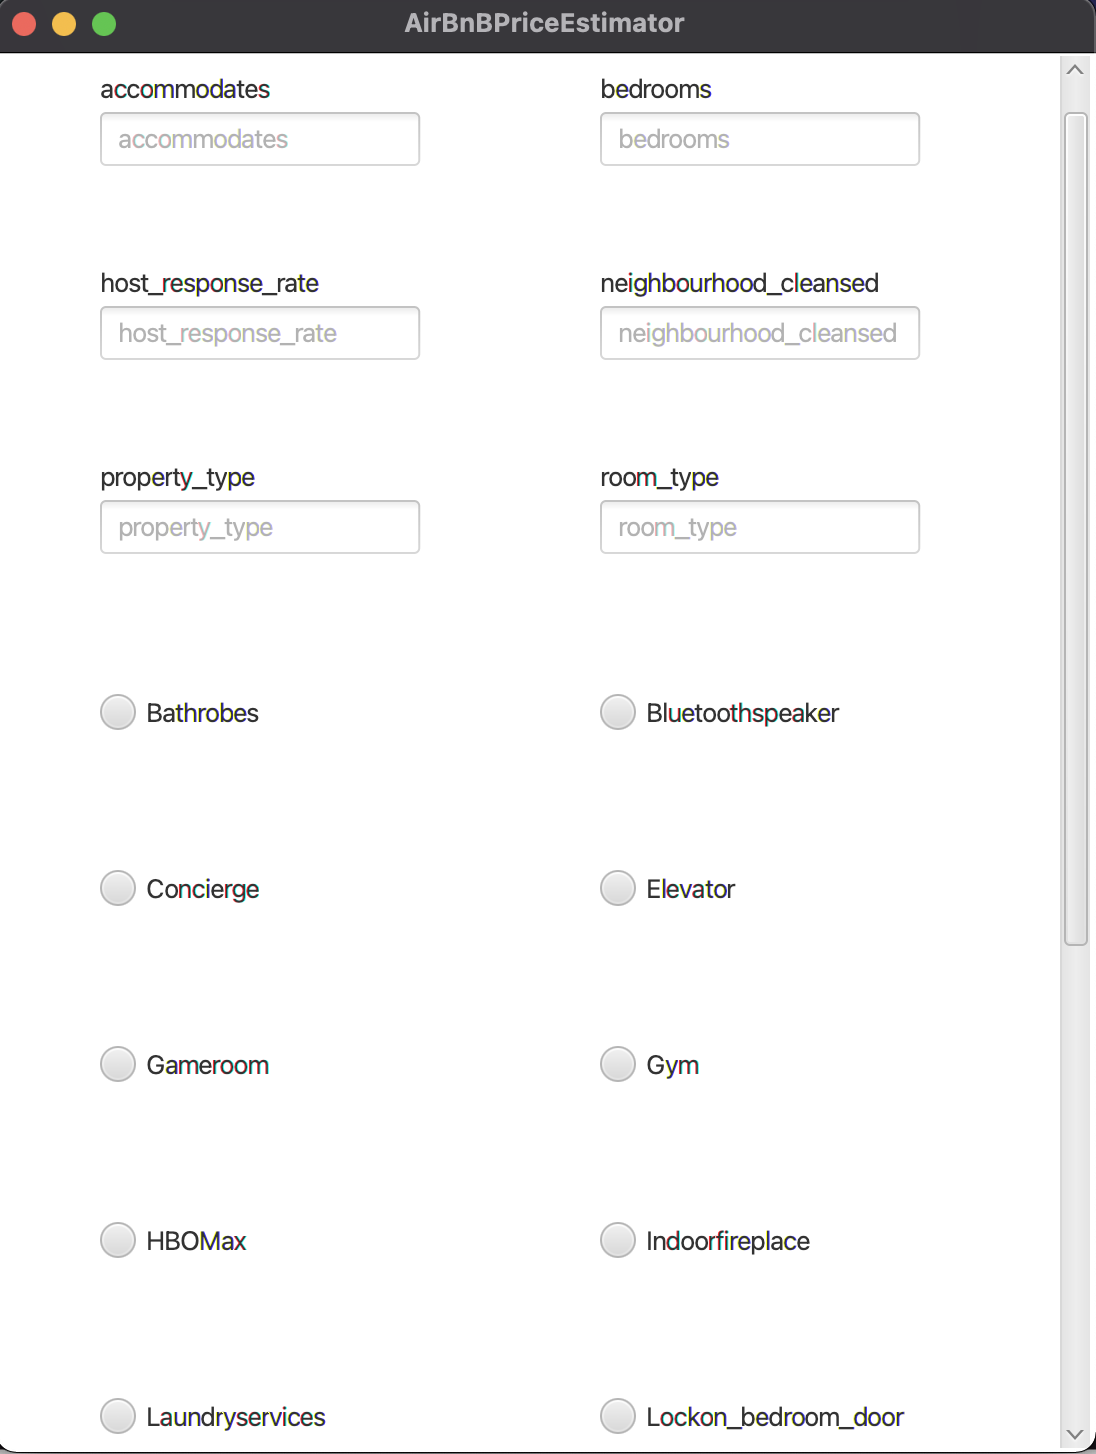 AirBnBPriceEstimator
accommodates bedrooms
accommodates bedrooms
host_response_rate neighbourhood_cleansed
host_response_rate neighbourhood_cleansed
property_type room_type
property_type room_type
Bathrobes Bluetoothspeaker
Concierge Elevator
Gameroom Gym
HBOMax Indoorfireplace
Laundryservices Lockon_bedroom_door